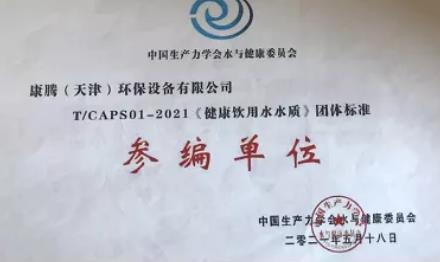 中国生产力学会水与健康委员会
康腾（天津）环保设备有限公司
T/CAPS01-2021《健康饮用水水质》团体标准
参编单位
中国生产力学会水与健康委员会
二零二一年五月十八日